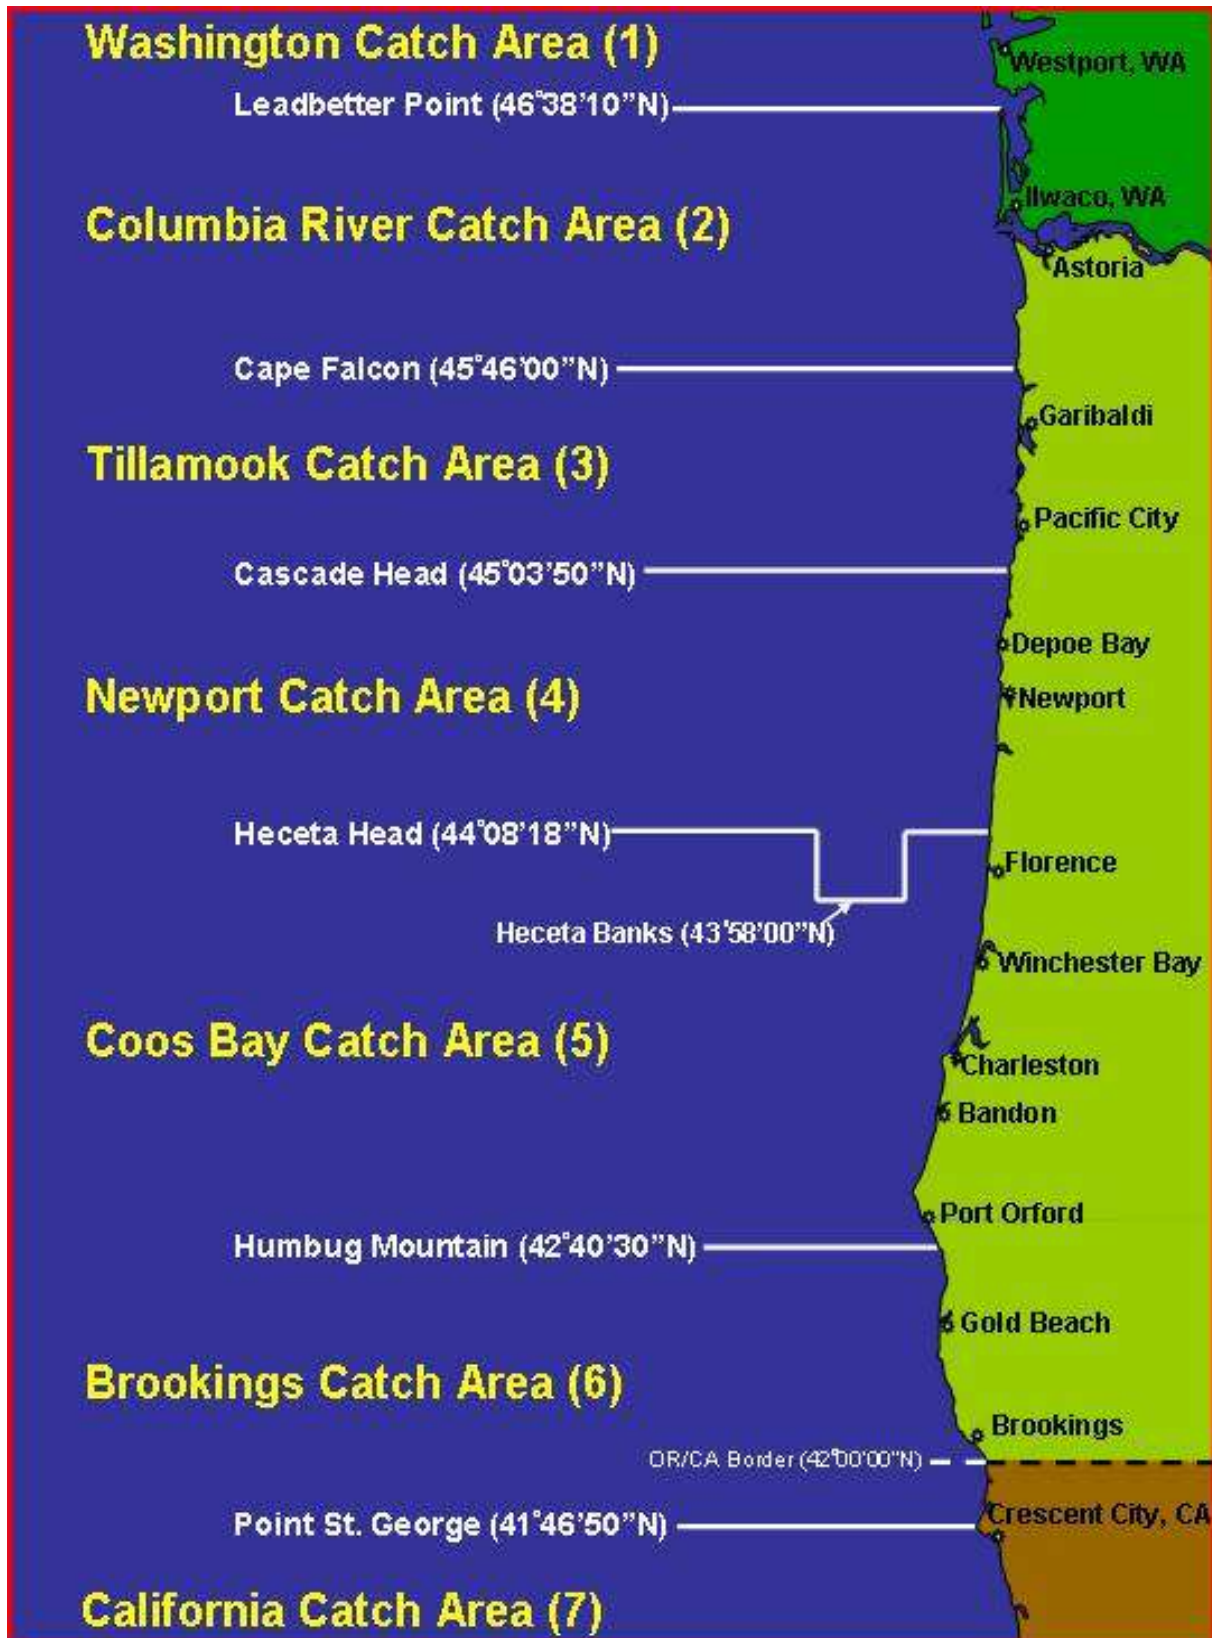 Washington Catch Area (1)
Westport, WA
Leadbetter Point (46°38'10"N)
Ilwaco, WA
Columbia River Catch Area (2)
Astoria
Cape Falcon (45°46'00"N)
Garibaldi
Tillamook Catch Area (3)
Pacific City
Cascade Head (45°03'50"N)
Depoe Bay
Newport Catch Area (4)
Newport
Heceta Head (44°08'18"N)
Florence
Heceta Banks (43°58'00"N)
Winchester Bay
Coos Bay Catch Area (5)
Charleston
Bandon
Port Orford
Humbug Mountain (42°40'30"N)
Gold Beach
Brookings Catch Area (6)
Brookings
OR/CA Border (42°00'00"N)
Crescent City, CA
Point St. George (41°46'50"N)
California Catch Area (7)